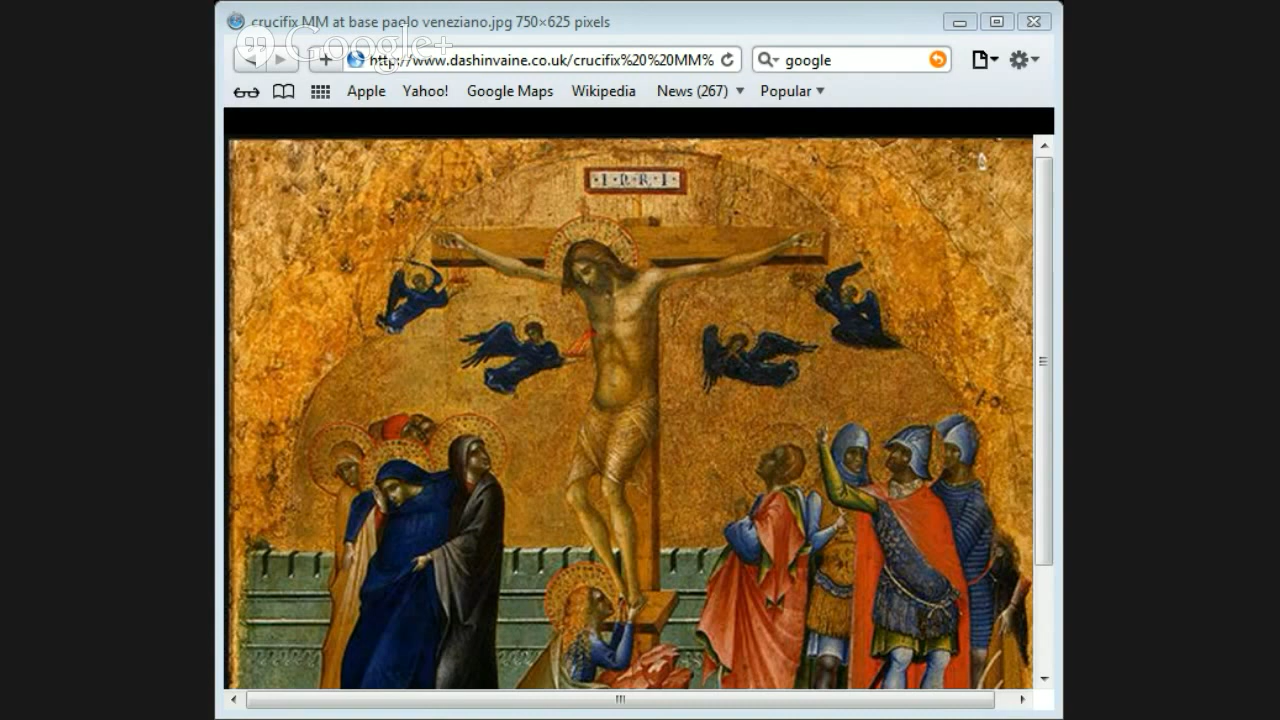 crucifix MM at base paolo veneziano.jpg 750×625 pixels
Google+
http://www.dashinvaine.co.uk/crucifix%20%20MM%
google
Apple Yahoo! Google Maps Wikipedia News (267) Popular
· I · N · R · I ·